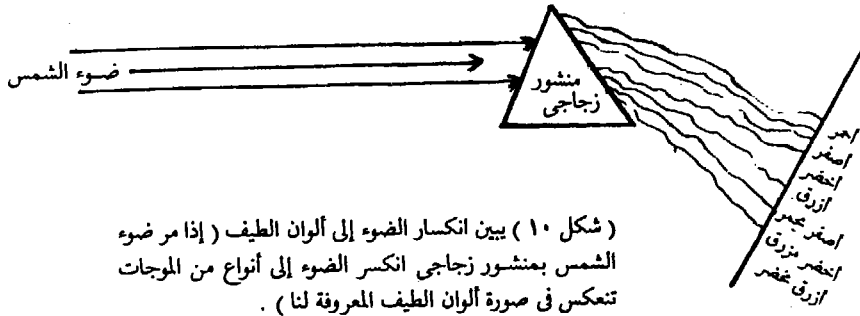 ضوء الشمس
منشور
زجاجى
أحمر
أصفر
أخضر
أزرق
أصفر محمر
أخضر مزرق
أزرق مخضر
( شكل ١٠ ) يبين انكسار الضوء إلى ألوان الطيف ( إذا مر ضوء
الشمس بمنشور زجاجي انكسر الضوء إلى أنواع من الموجات
تنعكس فى صورة ألوان الطيف المعروفة لنا ) .